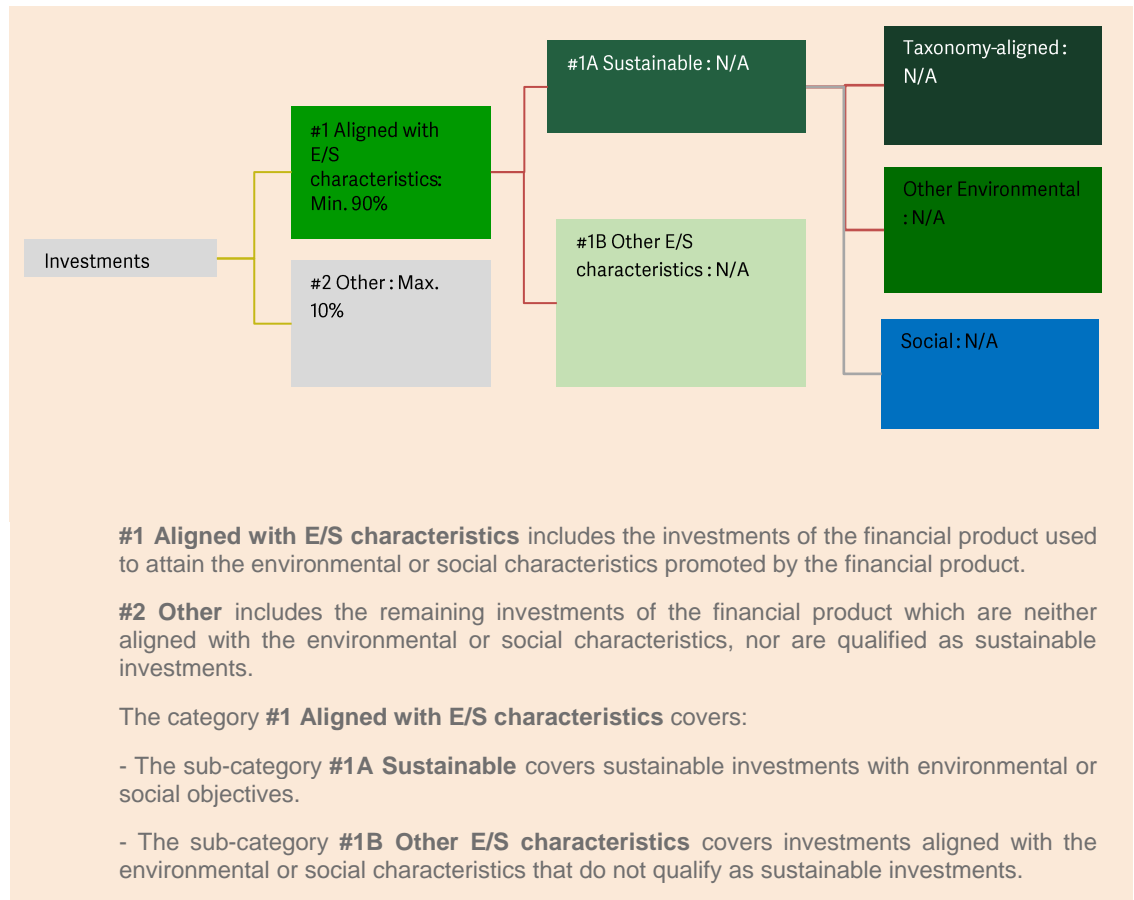 Investments
#1 Aligned with
E/S
characteristics:
Min. 90%
#2 Other : Max.
10%
#1A Sustainable : N/A
#1B Other E/S
characteristics : N/A
Taxonomy-aligned :
N/A
Other Environmental
: N/A
Social : N/A
#1 Aligned with E/S characteristics includes the investments of the financial product used
to attain the environmental or social characteristics promoted by the financial product.
#2 Other includes the remaining investments of the financial product which are neither
aligned with the environmental or social characteristics, nor are qualified as sustainable
investments.
The category #1 Aligned with E/S characteristics covers:
- The sub-category #1A Sustainable covers sustainable investments with environmental or
social objectives.
- The sub-category #1B Other E/S characteristics covers investments aligned with the
environmental or social characteristics that do not qualify as sustainable investments.